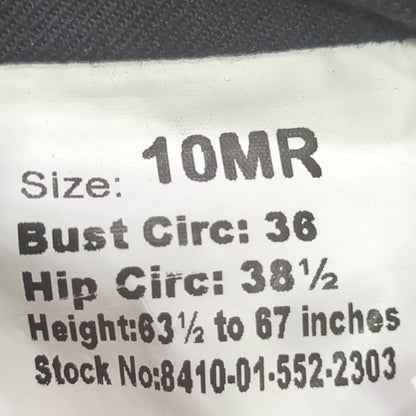 Size: 10MR
Bust Circ: 36
Hip Circ: 38½
Height:63½ to 67 inches
Stock No:8410-01-552-2303